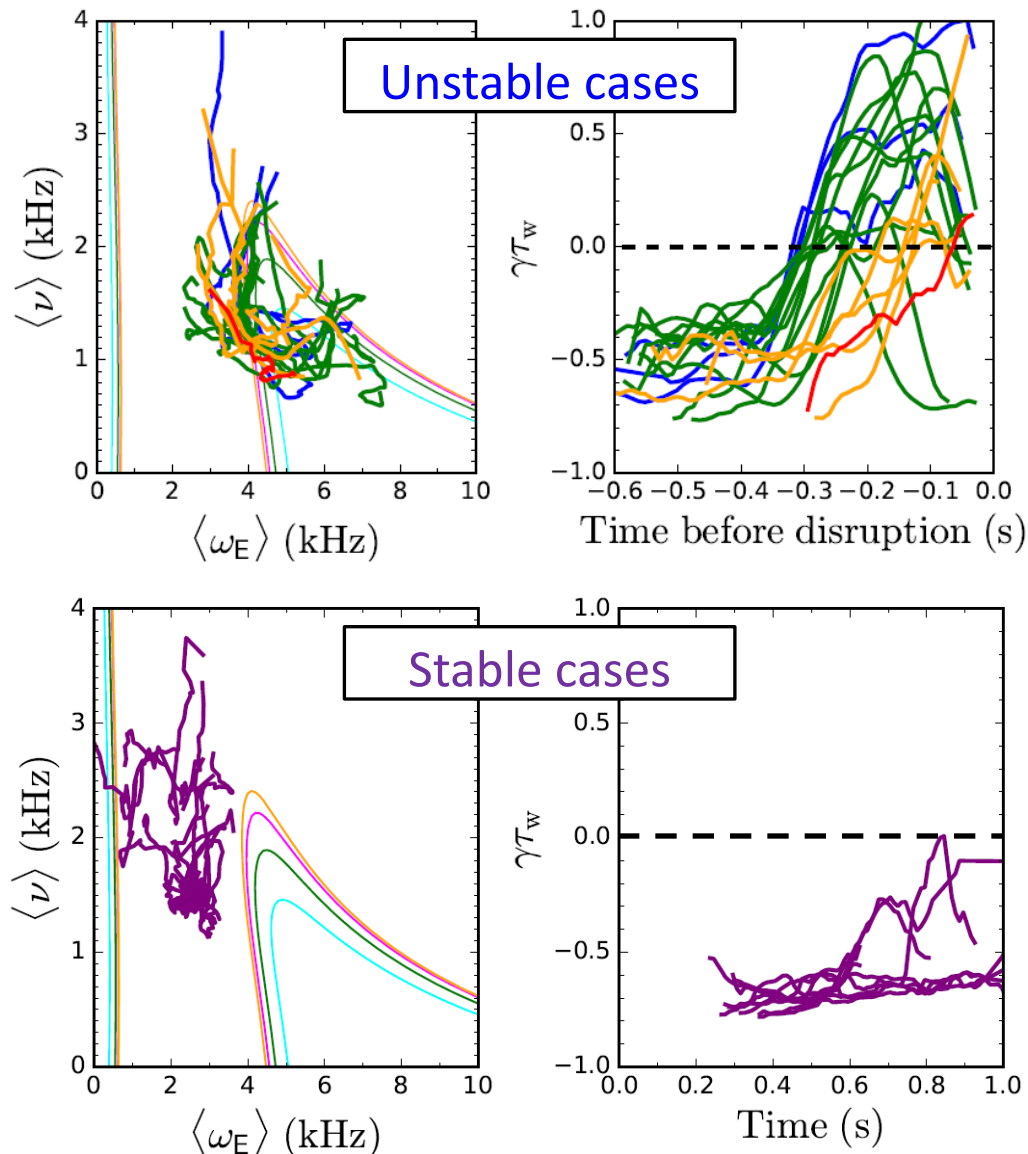 Unstable cases
4
3
2
1
0
⟨ν⟩ (kHz)
0 2 4 6 8 10
⟨ω_E⟩ (kHz)
1.0
0.5
0.0
−0.5
−1.0
γτ_w
−0.6 −0.5 −0.4 −0.3 −0.2 −0.1 0.0
Time before disruption (s)
Stable cases
4
3
2
1
0
⟨ν⟩ (kHz)
0 2 4 6 8 10
⟨ω_E⟩ (kHz)
1.0
0.5
0.0
−0.5
−1.0
γτ_w
0.0 0.2 0.4 0.6 0.8 1.0
Time (s)